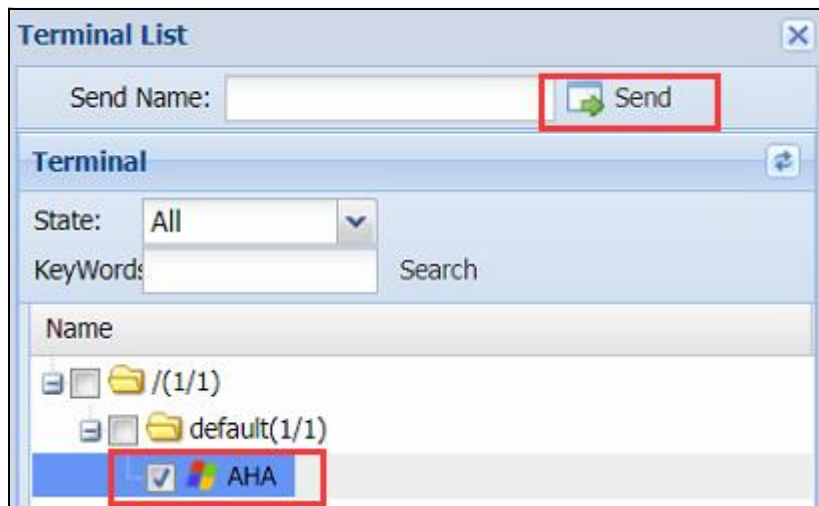 Terminal List
Send Name: Send
Terminal
State: All
KeyWords Search
Name
/(1/1)
default(1/1)
AHA